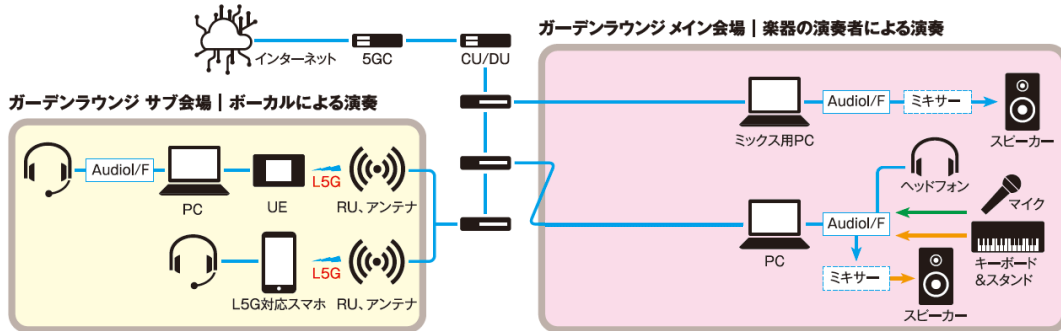 ガーデンラウンジ メイン会場｜楽器の演奏者による演奏
インターネット
5GC
CU/DU
ガーデンラウンジ サブ会場｜ボーカルによる演奏
AudioI/F
PC
UE
L5G
RU、アンテナ
L5G対応スマホ
L5G
RU、アンテナ
ミックス用PC
AudioI/F
ミキサー
スピーカー
ヘッドフォン
マイク
PC
AudioI/F
キーボード
&スタンド
ミキサー
スピーカー